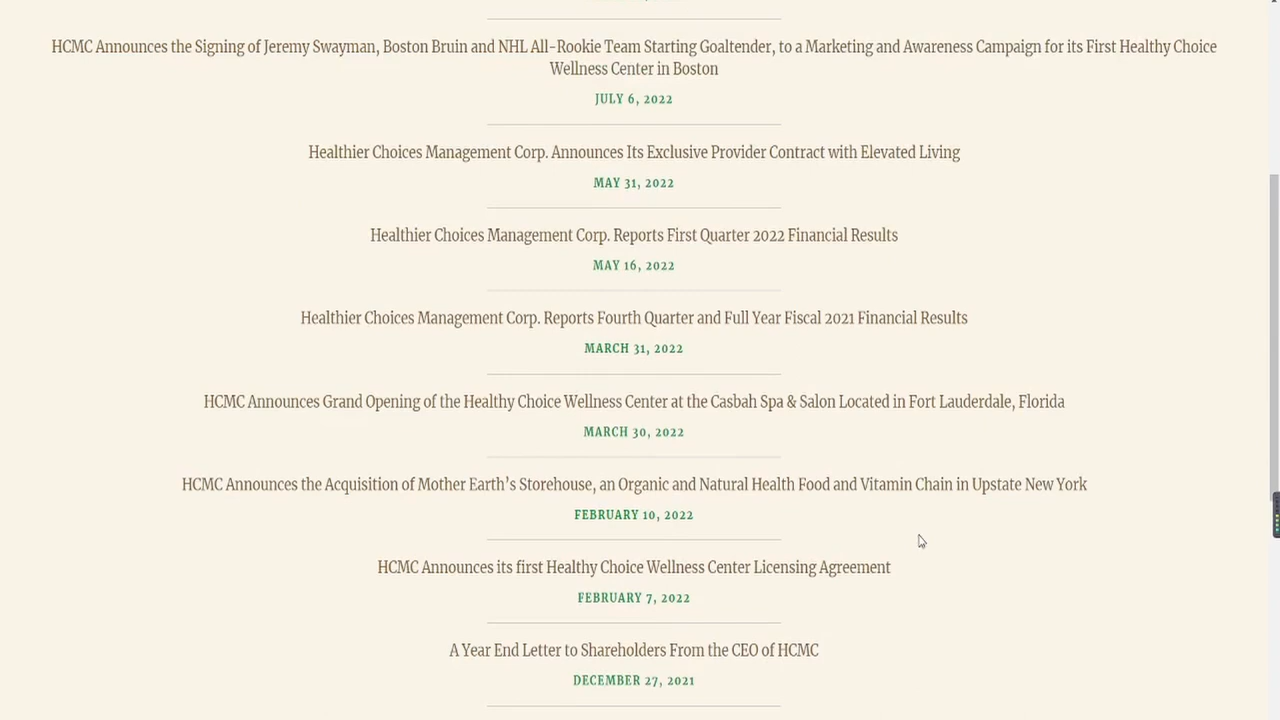 HCMC Announces the Signing of Jeremy Swayman, Boston Bruin and NHL All-Rookie Team Starting Goaltender, to a Marketing and Awareness Campaign for its First Healthy Choice
Wellness Center in Boston
JULY 6, 2022
Healthier Choices Management Corp. Announces Its Exclusive Provider Contract with Elevated Living
MAY 31, 2022
Healthier Choices Management Corp. Reports First Quarter 2022 Financial Results
MAY 16, 2022
Healthier Choices Management Corp. Reports Fourth Quarter and Full Year Fiscal 2021 Financial Results
MARCH 31, 2022
HCMC Announces Grand Opening of the Healthy Choice Wellness Center at the Casbah Spa & Salon Located in Fort Lauderdale, Florida
MARCH 30, 2022
HCMC Announces the Acquisition of Mother Earth’s Storehouse, an Organic and Natural Health Food and Vitamin Chain in Upstate New York
FEBRUARY 10, 2022
HCMC Announces its first Healthy Choice Wellness Center Licensing Agreement
FEBRUARY 7, 2022
A Year End Letter to Shareholders From the CEO of HCMC
DECEMBER 27, 2021